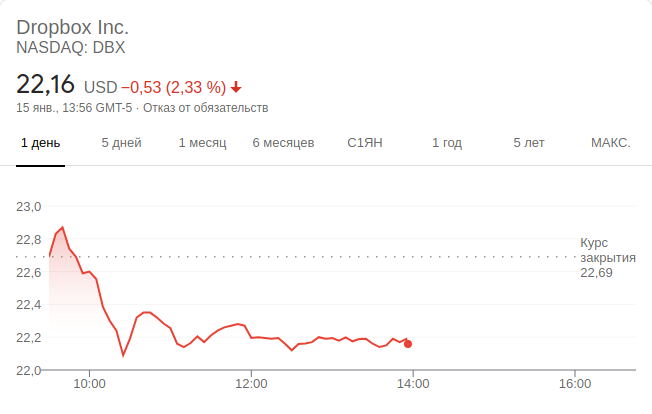 Dropbox Inc.
NASDAQ: DBX
22,16 USD −0,53 (2,33 %)
15 янв., 13:56 GMT-5 · Отказ от обязательств
1 день 5 дней 1 месяц 6 месяцев С1ЯН 1 год 5 лет МАКС.
23,0
22,8
Курс
закрытия
22,69
22,6
22,4
22,2
22,0
10:00 12:00 14:00 16:00